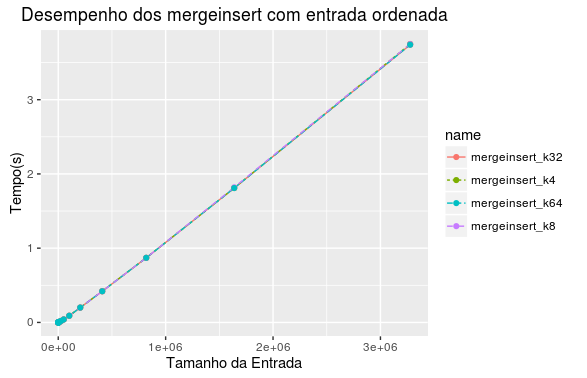 Desempenho dos mergeinsert com entrada ordenada
Tempo(s)
3
2
1
0
0e+00
1e+06
2e+06
3e+06
Tamanho da Entrada
name
mergeinsert_k32
mergeinsert_k4
mergeinsert_k64
mergeinsert_k8